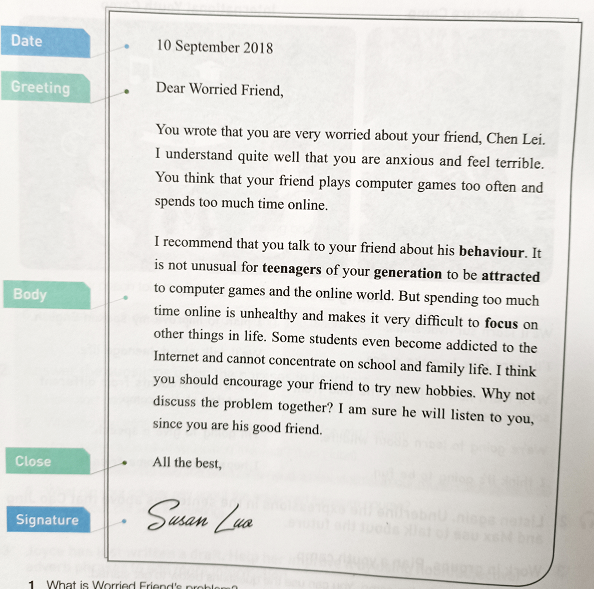 Date
10 September 2018
Greeting
Dear Worried Friend,
You wrote that you are very worried about your friend, Chen Lei.
I understand quite well that you are anxious and feel terrible.
You think that your friend plays computer games too often and
spends too much time online.
I recommend that you talk to your friend about his behaviour. It
is not unusual for teenagers of your generation to be attracted
Body
to computer games and the online world. But spending too much
time online is unhealthy and makes it very difficult to focus on
other things in life. Some students even become addicted to the
Internet and cannot concentrate on school and family life. I think
you should encourage your friend to try new hobbies. Why not
discuss the problem together? I am sure he will listen to you,
since you are his good friend.
Close
All the best,
Signature
Susan Luo
1 What is Worried Friend's problem?